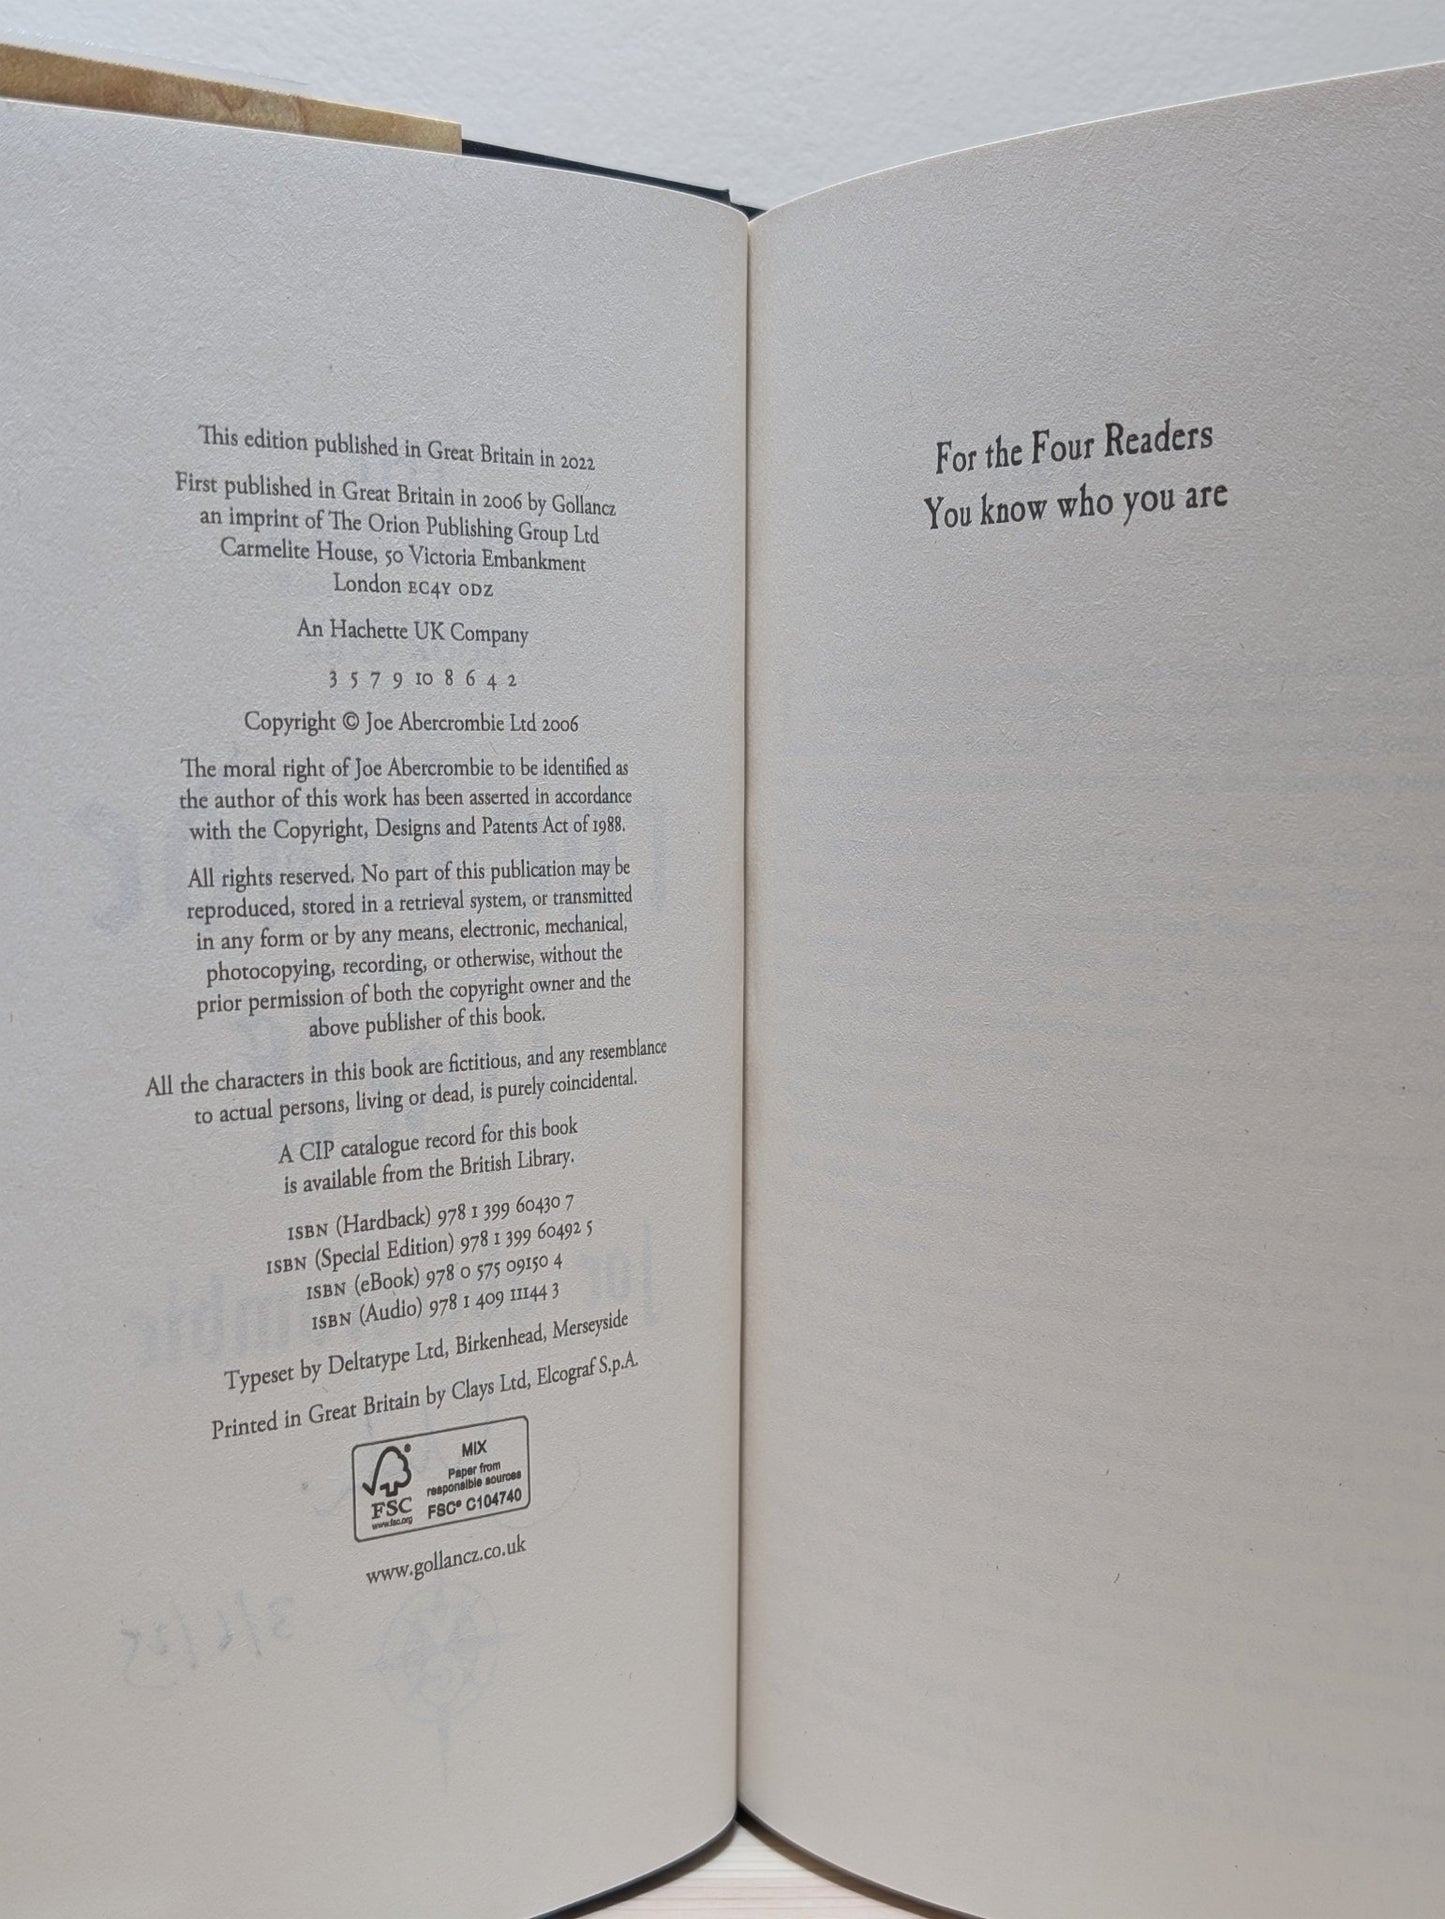 This edition published in Great Britain in 2022
First published in Great Britain in 2006 by Gollancz
an imprint of The Orion Publishing Group Ltd
Carmelite House, 50 Victoria Embankment
London EC4Y 0DZ
An Hachette UK Company
3 5 7 9 10 8 6 4 2
Copyright © Joe Abercrombie Ltd 2006
The moral right of Joe Abercrombie to be identified as
the author of this work has been asserted in accordance
with the Copyright, Designs and Patents Act of 1988.
All rights reserved. No part of this publication may be
reproduced, stored in a retrieval system, or transmitted
in any form or by any means, electronic, mechanical,
photocopying, recording, or otherwise, without the
prior permission of both the copyright owner and the
above publisher of this book.
All the characters in this book are fictitious, and any resemblance
to actual persons, living or dead, is purely coincidental.
A CIP catalogue record for this book
is available from the British Library.
ISBN (Hardback) 978 1 399 60430 7
ISBN (Special Edition) 978 1 399 60492 5
ISBN (eBook) 978 0 575 09150 4
ISBN (Audio) 978 1 409 11144 3
Typeset by Deltatype Ltd, Birkenhead, Merseyside
Printed in Great Britain by Clays Ltd, Elcograf S.p.A.
MIX
Paper from
responsible sources
FSC® C104740
FSC
www.fsc.org
www.gollancz.co.uk
For the Four Readers
You know who you are